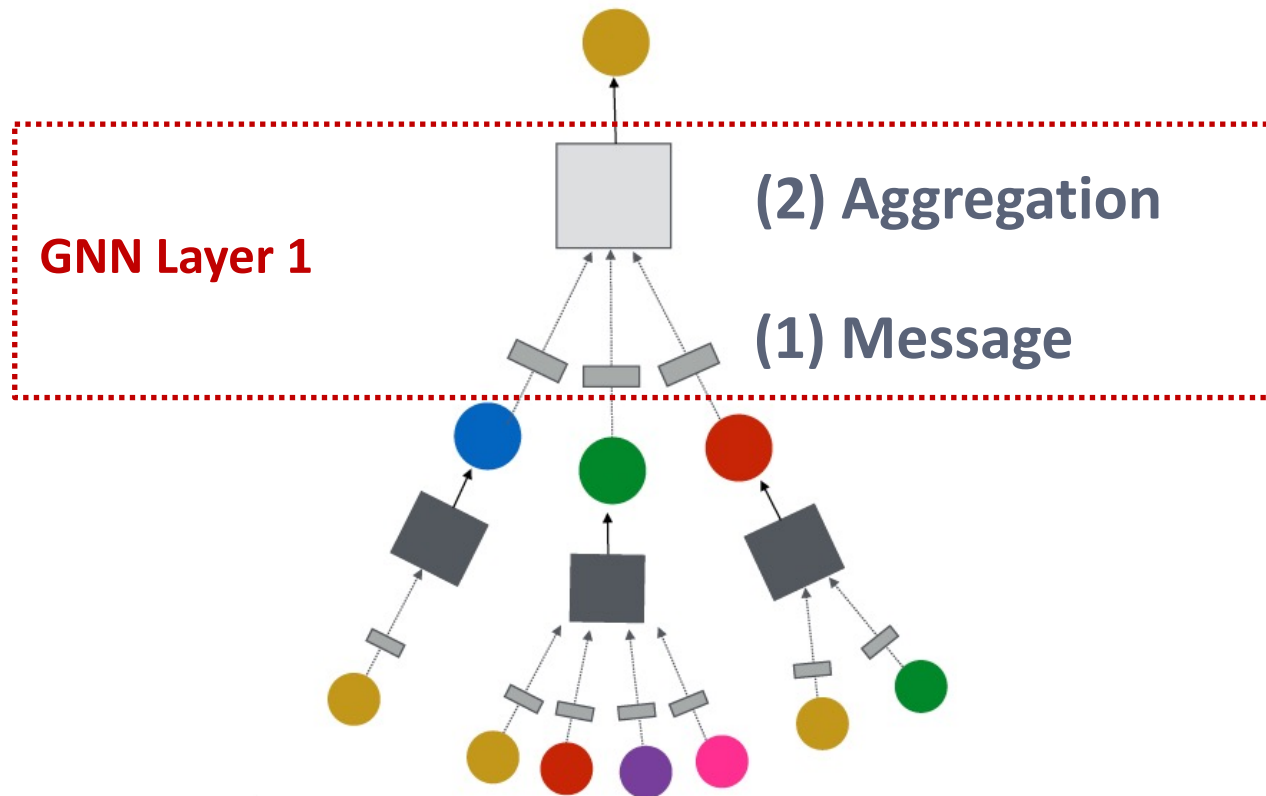 (2) Aggregation
GNN Layer 1
(1) Message